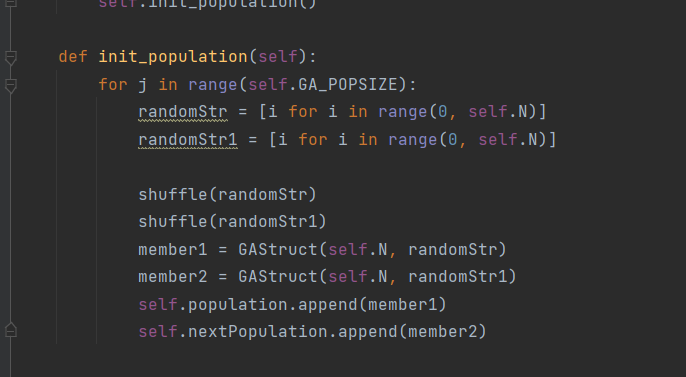 self.init_population()
def init_population(self):
for j in range(self.GA_POPSIZE):
randomStr = [i for i in range(0, self.N)]
randomStr1 = [i for i in range(0, self.N)]
shuffle(randomStr)
shuffle(randomStr1)
member1 = GAStruct(self.N, randomStr)
member2 = GAStruct(self.N, randomStr1)
self.population.append(member1)
self.nextPopulation.append(member2)